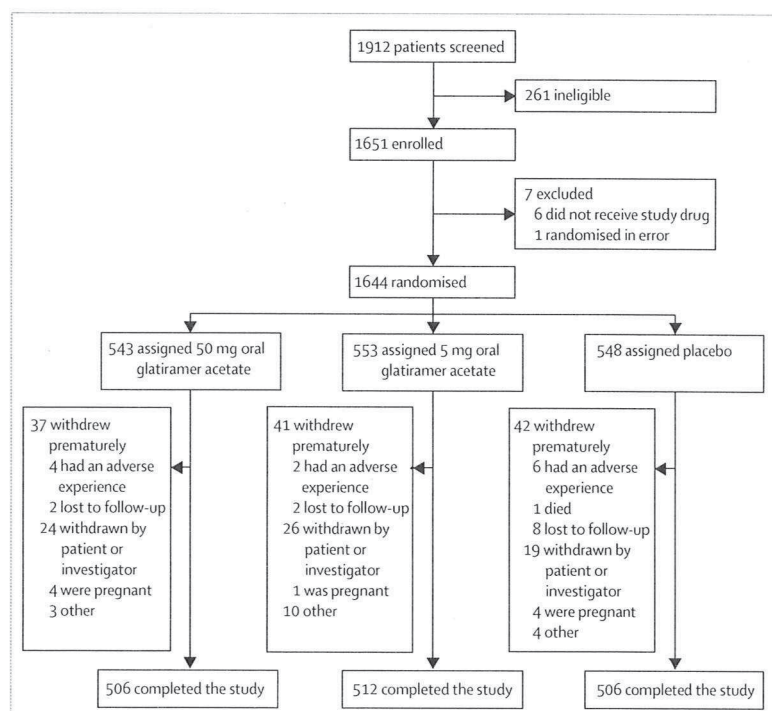 1912 patients screened
261 ineligible
1651 enrolled
7 excluded
6 did not receive study drug
1 randomised in error
1644 randomised
543 assigned 50 mg oral
glatiramer acetate
553 assigned 5 mg oral
glatiramer acetate
548 assigned placebo
37 withdrew
prematurely
4 had an adverse
experience
2 lost to follow-up
24 withdrawn by
patient or
investigator
4 were pregnant
3 other
41 withdrew
prematurely
2 had an adverse
experience
2 lost to follow-up
26 withdrawn by
patient or
investigator
1 was pregnant
10 other
42 withdrew
prematurely
6 had an adverse
experience
1 died
8 lost to follow-up
19 withdrawn by
patient or
investigator
4 were pregnant
4 other
506 completed the study
512 completed the study
506 completed the study